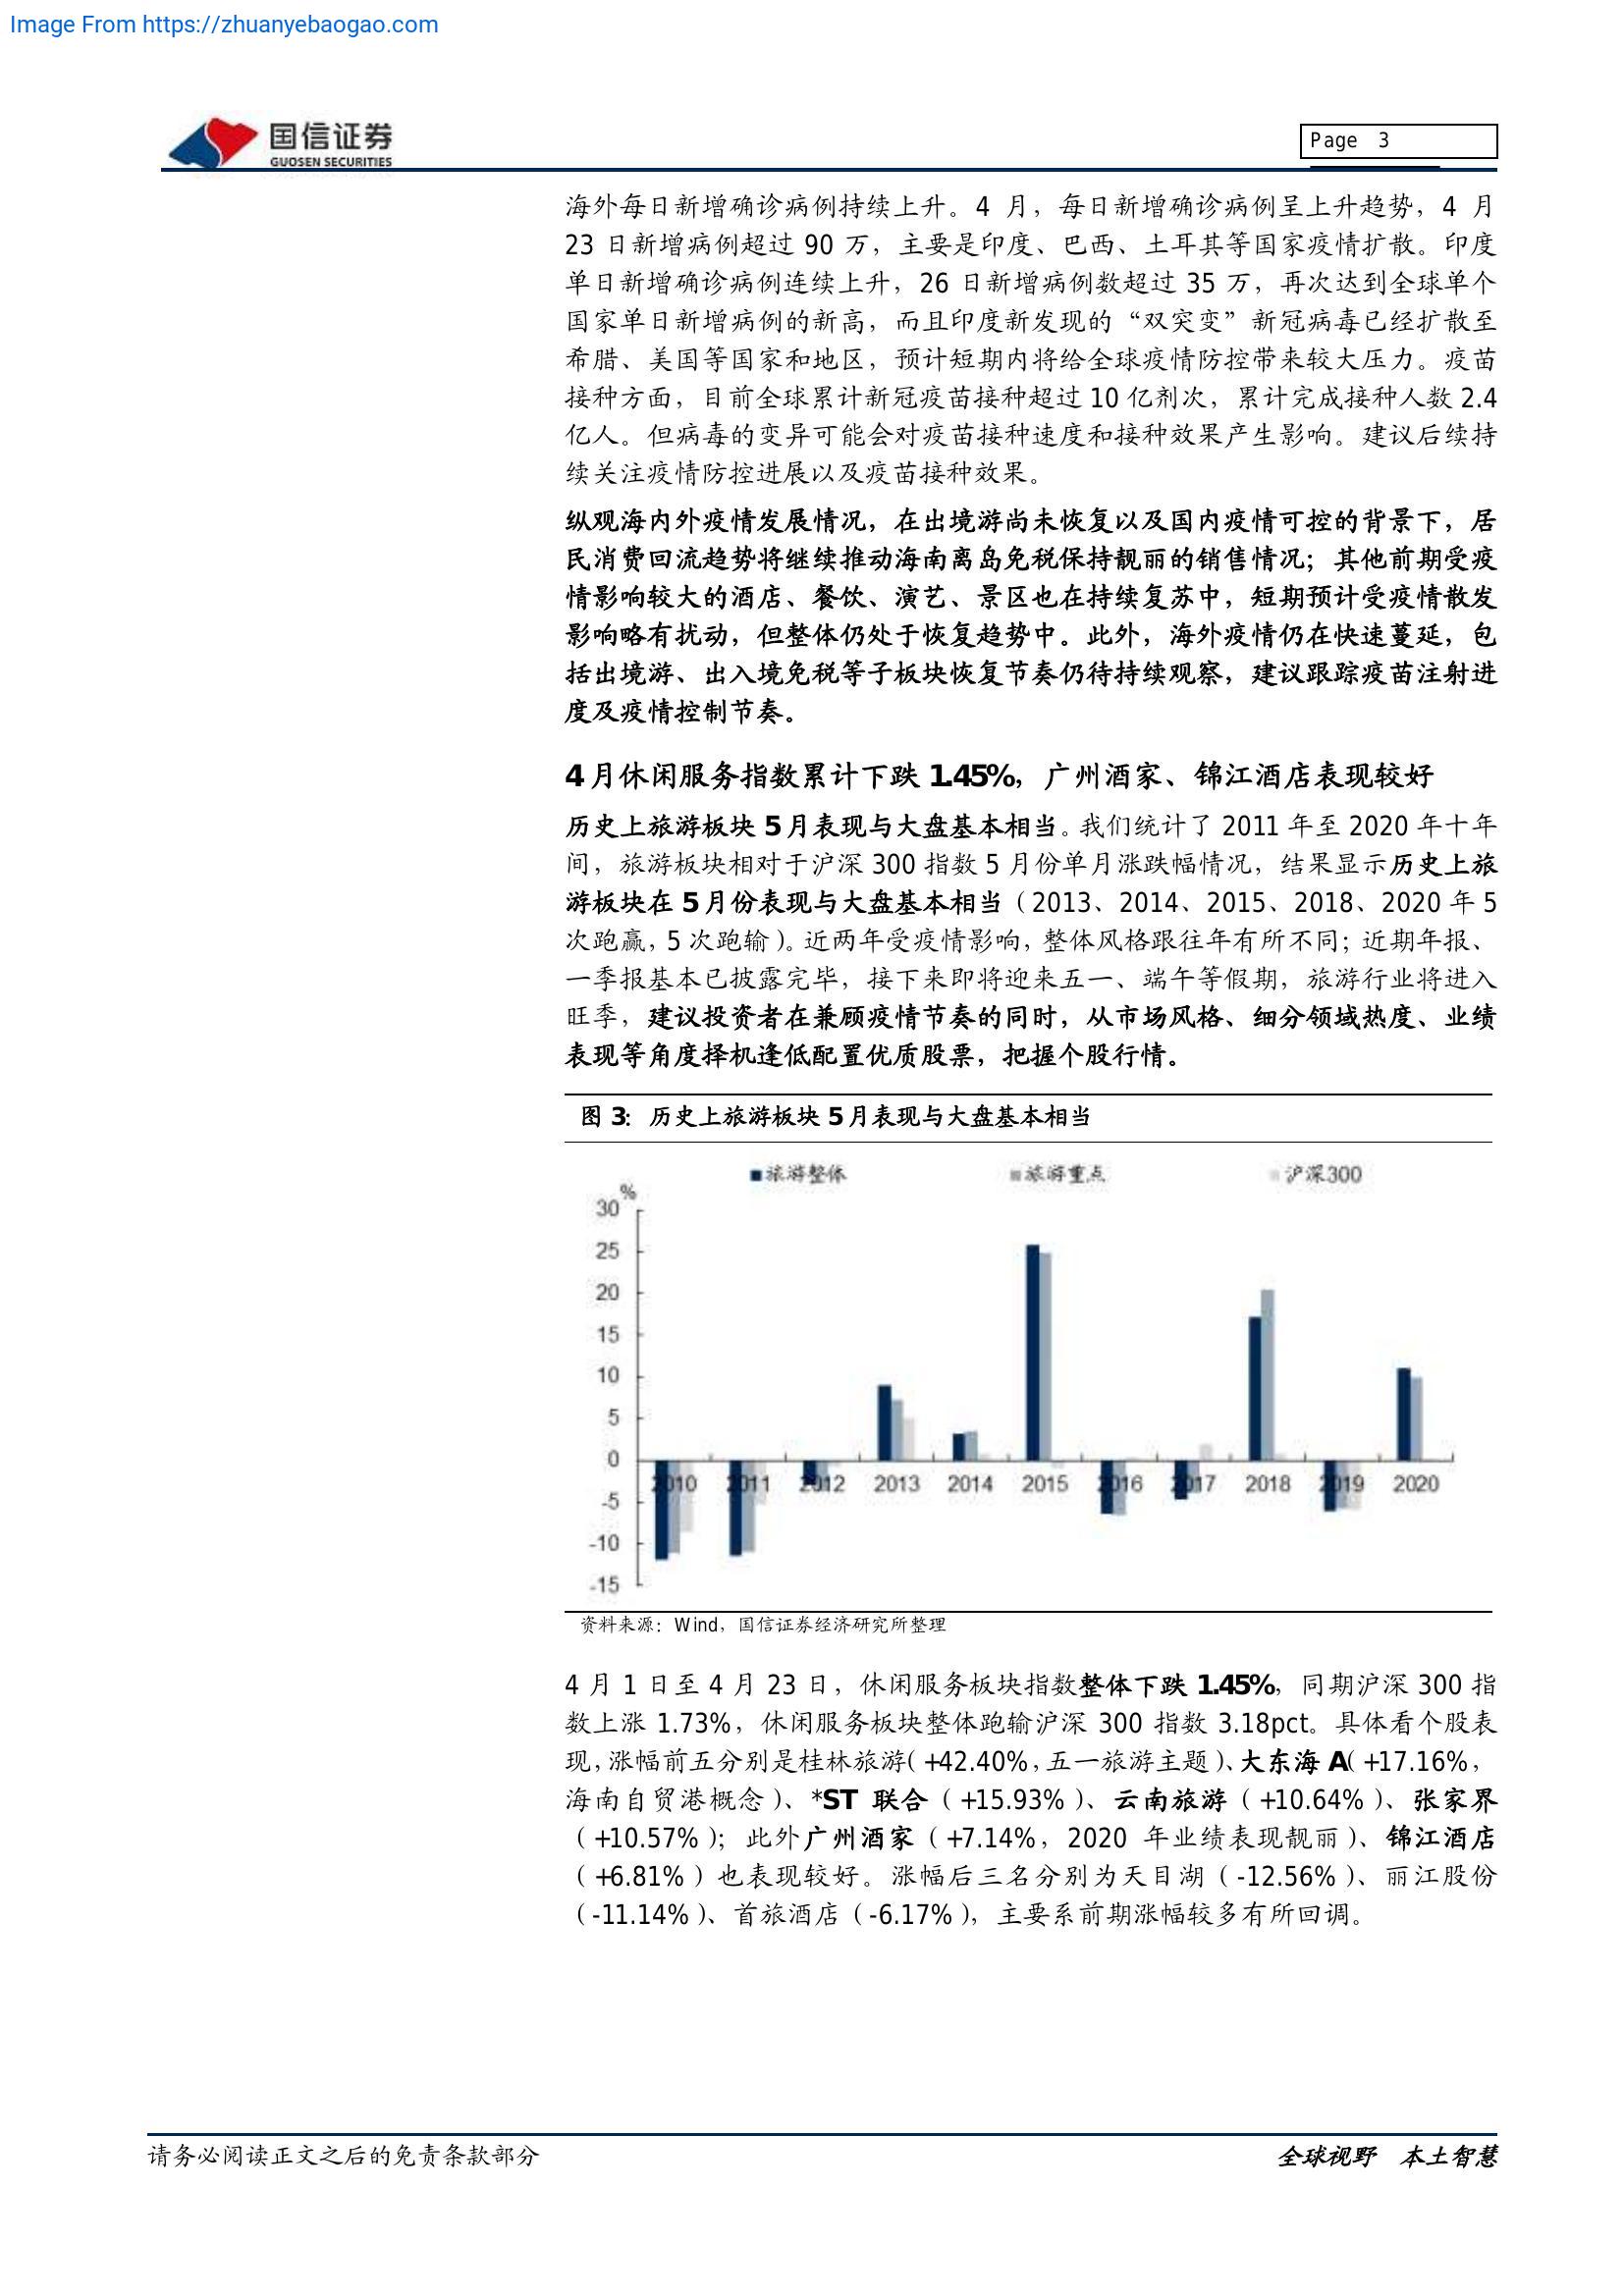 Image From https://zhuanyebaogao.com
国信证券
GUOSEN SECURITIES
Page 3
海外每日新增确诊病例持续上升。4 月，每日新增确诊病例呈上升趋势，4 月
23 日新增病例超过 90 万，主要是印度、巴西、土耳其等国家疫情扩散。印度
单日新增确诊病例连续上升，26 日新增病例数超过 35 万，再次达到全球单个
国家单日新增病例的新高，而且印度新发现的“双突变”新冠病毒已经扩散至
希腊、美国等国家和地区，预计短期内将给全球疫情防控带来较大压力。疫苗
接种方面，目前全球累计新冠疫苗接种超过 10 亿剂次，累计完成接种人数 2.4
亿人。但病毒的变异可能会对疫苗接种速度和接种效果产生影响。建议后续持
续关注疫情防控进展以及疫苗接种效果。
纵观海内外疫情发展情况，在出境游尚未恢复以及国内疫情可控的背景下，居
民消费回流趋势将继续推动海南离岛免税保持靓丽的销售情况；其他前期受疫
情影响较大的酒店、餐饮、演艺、景区也在持续复苏中，短期预计受疫情散发
影响略有扰动，但整体仍处于恢复趋势中。此外，海外疫情仍在快速蔓延，包
括出境游、出入境免税等子板块恢复节奏仍待持续观察，建议跟踪疫苗注射进
度及疫情控制节奏。
4 月休闲服务指数累计下跌 1.45%，广州酒家、锦江酒店表现较好
历史上旅游板块 5 月表现与大盘基本相当。我们统计了 2011 年至 2020 年十年
间，旅游板块相对于沪深 300 指数 5 月份单月涨跌幅情况，结果显示历史上旅
游板块在 5 月份表现与大盘基本相当（2013、2014、2015、2018、2020 年 5
次跑赢，5 次跑输）。近两年受疫情影响，整体风格跟往年有所不同；近期年报、
一季报基本已披露完毕，接下来即将迎来五一、端午等假期，旅游行业将进入
旺季，建议投资者在兼顾疫情节奏的同时，从市场风格、细分领域热度、业绩
表现等角度择机逢低配置优质股票，把握个股行情。
图 3：历史上旅游板块 5 月表现与大盘基本相当
旅游整体 旅游重点 沪深300
%
30
25
20
15
10
5
0
2010 2011 2012 2013 2014 2015 2016 2017 2018 2019 2020
-5
-10
-15
资料来源：Wind，国信证券经济研究所整理
4 月 1 日至 4 月 23 日，休闲服务板块指数整体下跌 1.45%，同期沪深 300 指
数上涨 1.73%，休闲服务板块整体跑输沪深 300 指数 3.18pct。具体看个股表
现，涨幅前五分别是桂林旅游（+42.40%，五一旅游主题）、大东海 A（+17.16%，
海南自贸港概念）、*ST 联合（+15.93%）、云南旅游（+10.64%）、张家界
（+10.57%）；此外广州酒家（+7.14%，2020 年业绩表现靓丽）、锦江酒店
（+6.81%）也表现较好。涨幅后三名分别为天目湖（-12.56%）、丽江股份
（-11.14%）、首旅酒店（-6.17%），主要系前期涨幅较多有所回调。
请务必阅读正文之后的免责条款部分
全球视野 本土智慧